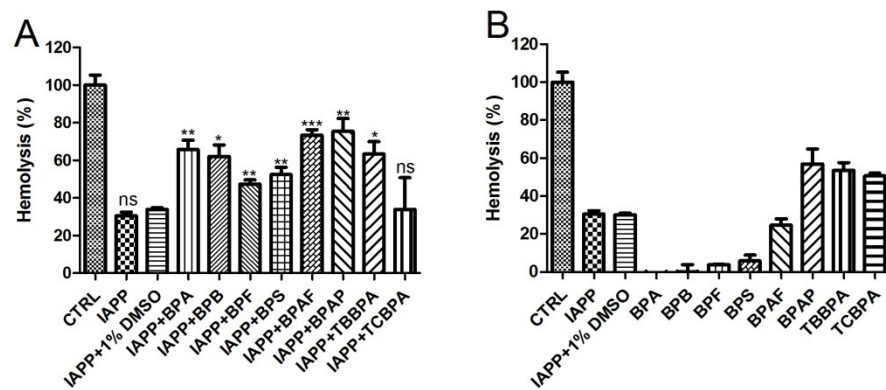 A
Hemolysis (%)
120
100
80
60
40
20
0
ns
**
*
**
**
***
**
*
ns
CTRL
IAPP
IAPP+1% DMSO
IAPP+BPA
IAPP+BPB
IAPP+BPF
IAPP+BPS
IAPP+BPAF
IAPP+BPAP
IAPP+TBBPA
IAPP+TCBPA
B
Hemolysis (%)
120
100
80
60
40
20
0
CTRL
IAPP
IAPP+1% DMSO
BPA
BPB
BPF
BPS
BPAF
BPAP
TBBPA
TCBPA